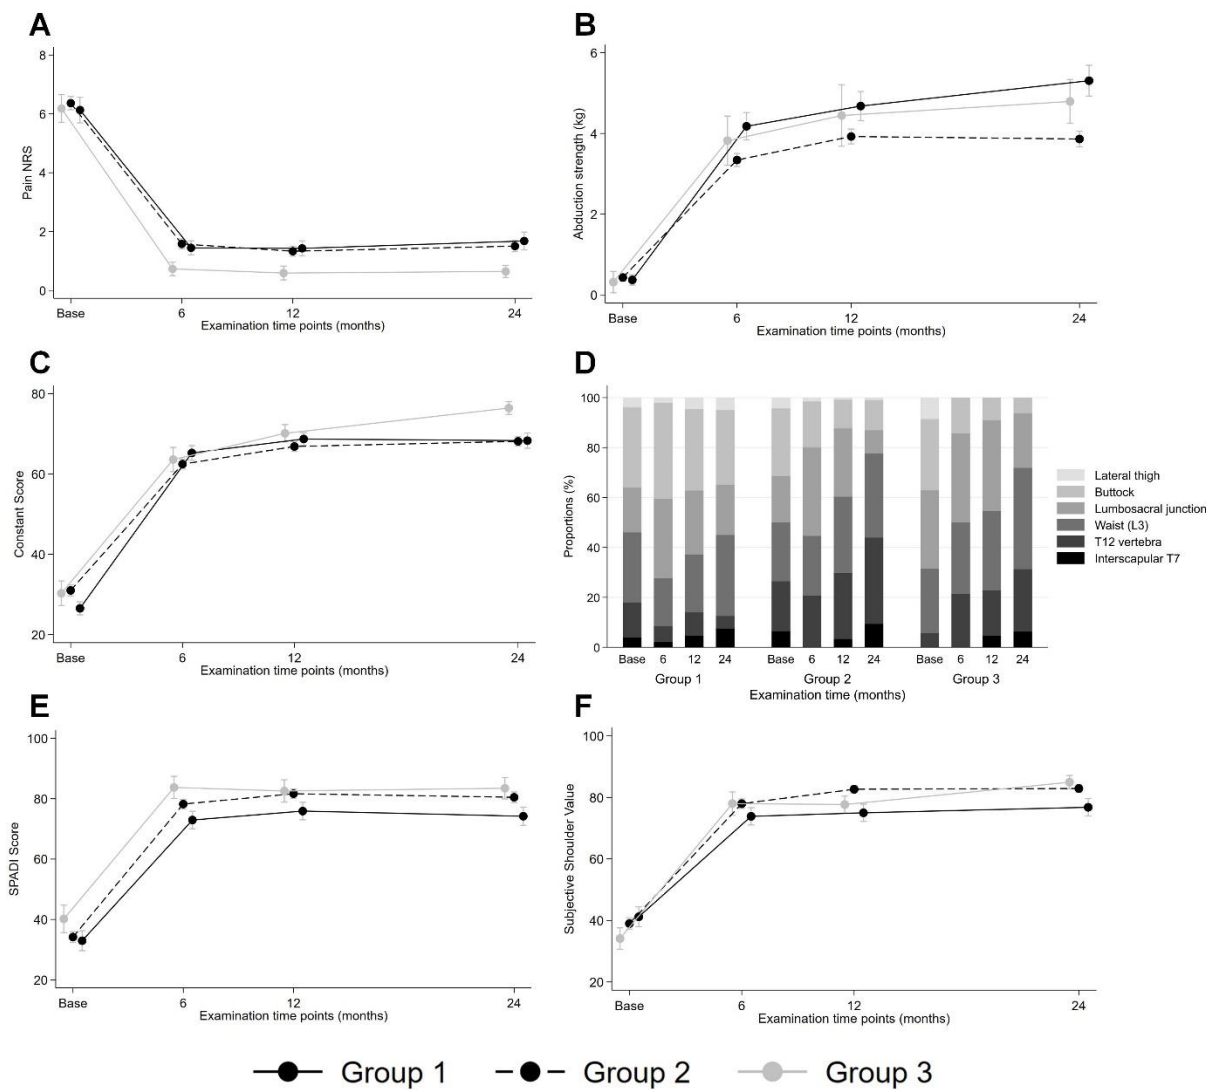 A
8
6
4
2
0
Pain NRS
Base
6
12
24
Examination time points (months)
B
6
4
2
0
Abduction strength (kg)
Base
6
12
24
Examination time points (months)
C
80
60
40
20
Constant Score
Base
6
12
24
Examination time points (months)
D
100
80
60
40
20
0
Proportions (%)
Base 6 12 24 Base 6 12 24 Base 6 12 24
Group 1 Group 2 Group 3
Examination time (months)
Lateral thigh
Buttock
Lumbosacral junction
Waist (L3)
T12 vertebra
Interscapular T7
E
100
80
60
40
20
SPADI Score
Base
6
12
24
Examination time points (months)
F
100
80
60
40
20
Subjective Shoulder Value
Base
6
12
24
Examination time points (months)
Group 1 Group 2 Group 3